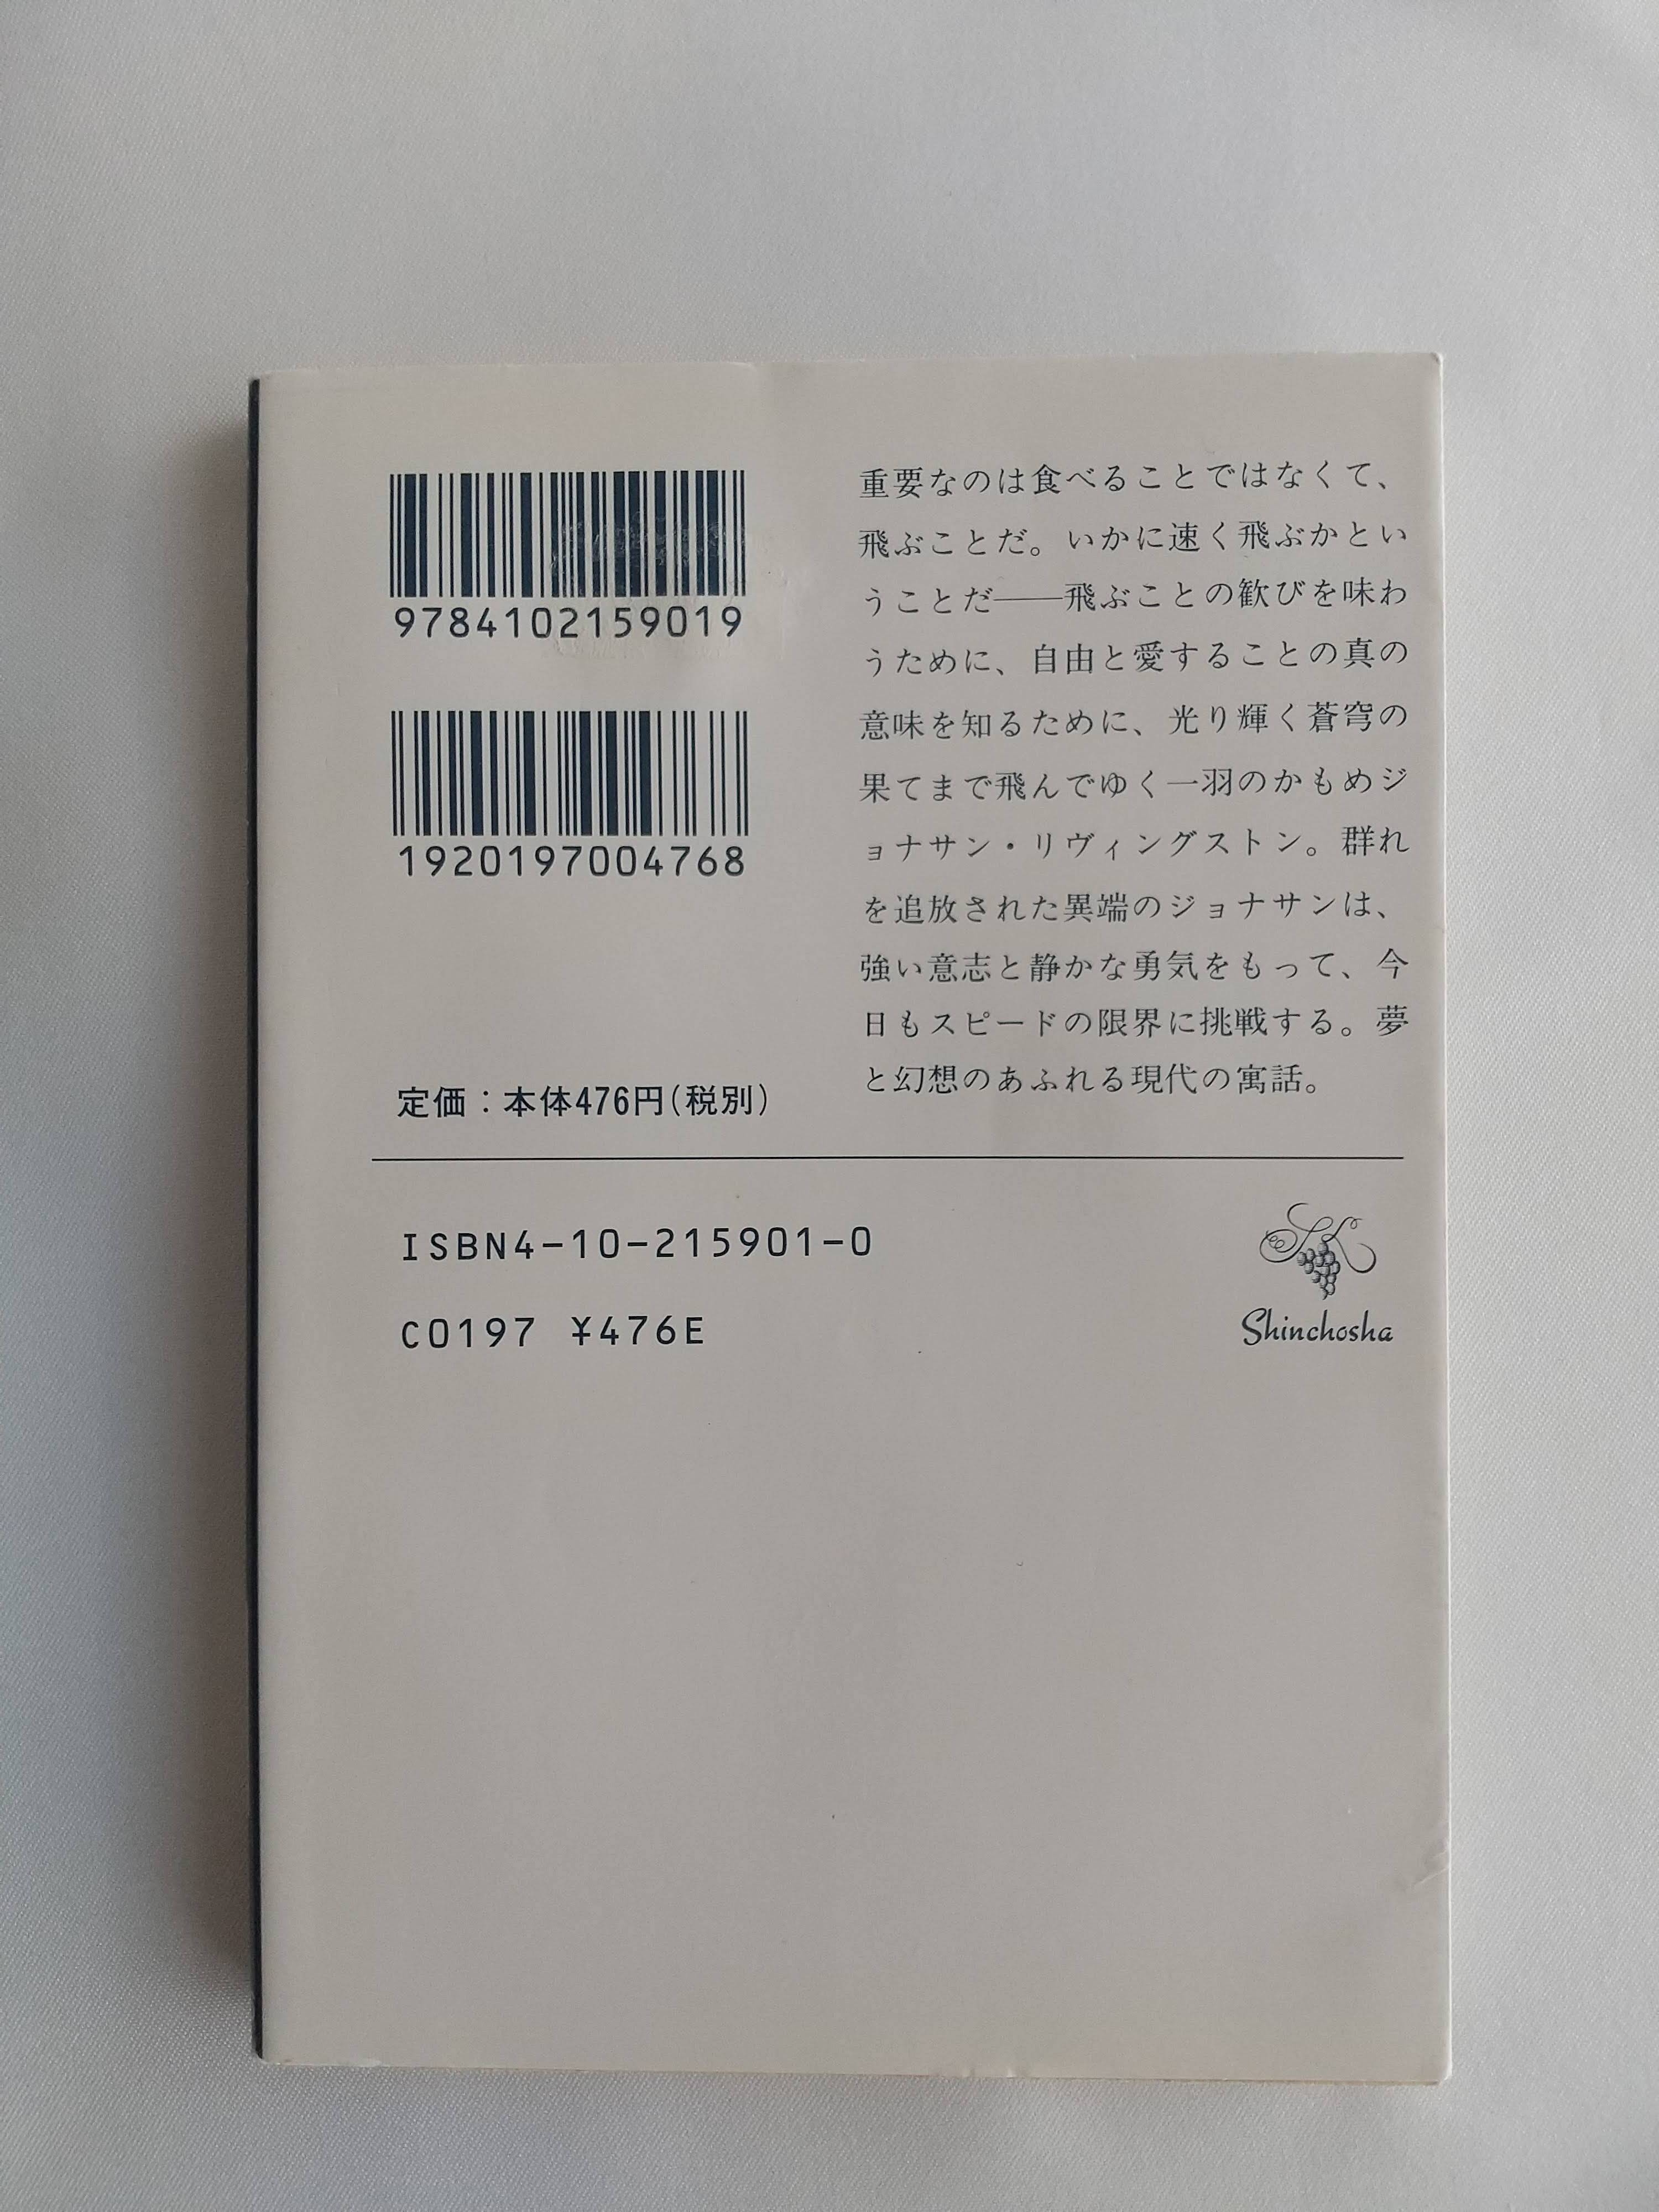 9784102159019
1920197004768
定価：本体476円(税別)
重要なのは食べることではなくて、
飛ぶことだ。いかに速く飛ぶかとい
うことだ――飛ぶことの歓びを味わ
うために、自由と愛することの真の
意味を知るために、光り輝く蒼穹の
果てまで飛んでゆく一羽のかもめジ
ョナサン・リヴィングストン。群れ
を追放された異端のジョナサンは、
強い意志と静かな勇気をもって、今
日もスピードの限界に挑戦する。夢
と幻想のあふれる現代の寓話。
ISBN4-10-215901-0
C0197 ¥476E
SK
Shinchosha